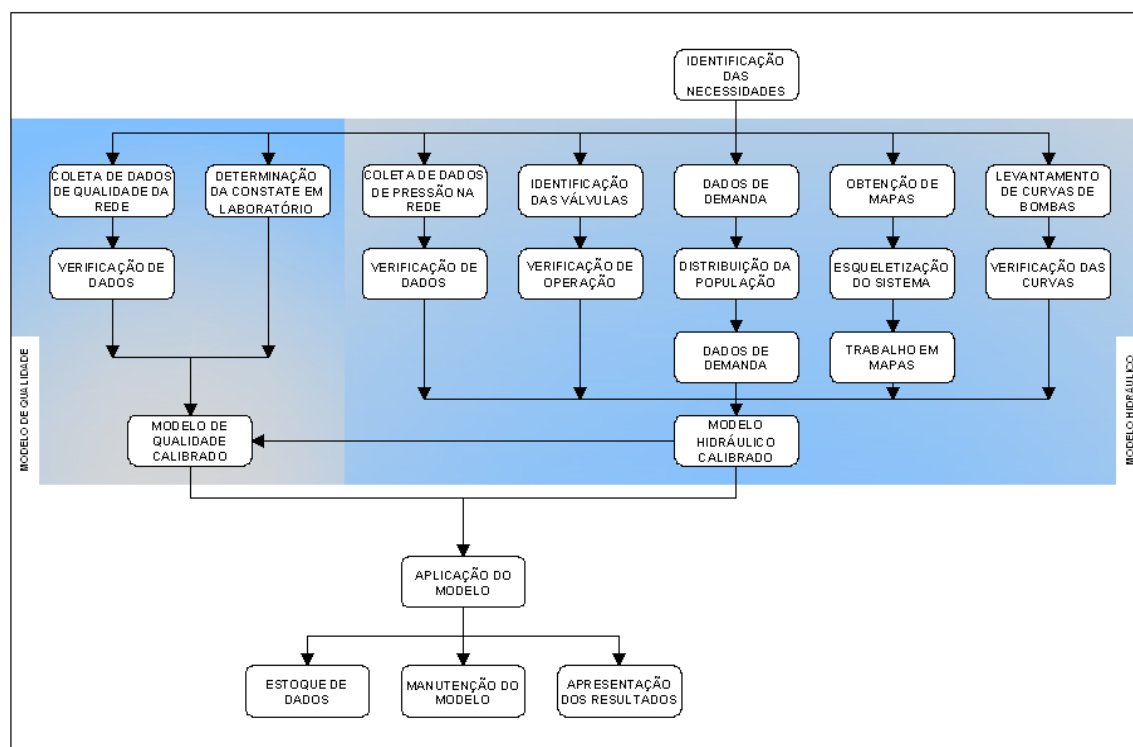 IDENTIFICAÇÃO
DAS
NECESSIDADES
COLETA DE DADOS
DE QUALIDADE DA
REDE
DETERMINAÇÃO
DA CONSTATE EM
LABORATÓRIO
COLETA DE DADOS
DE PRESSÃO NA
REDE
IDENTIFICAÇÃO
DAS VÁLVULAS
DADOS DE
DEMANDA
OBTENÇÃO DE
MAPAS
LEVANTAMENTO
DE CURVAS DE
BOMBAS
VERIFICAÇÃO DE
DADOS
VERIFICAÇÃO DE
DADOS
VERIFICAÇÃO DE
OPERAÇÃO
DISTRIBUIÇÃO DA
POPULAÇÃO
ESQUELETIZAÇÃO
DO SISTEMA
VERIFICAÇÃO DAS
CURVAS
DADOS DE
DEMANDA
TRABALHO EM
MAPAS
MODELO DE QUALIDADE
MODELO HIDRÁULICO
MODELO DE
QUALIDADE
CALIBRADO
MODELO
HIDRÁULICO
CALIBRADO
APLICAÇÃO DO
MODELO
ESTOQUE DE
DADOS
MANUTENÇÃO DO
MODELO
APRESENTAÇÃO
DOS RESULTADOS